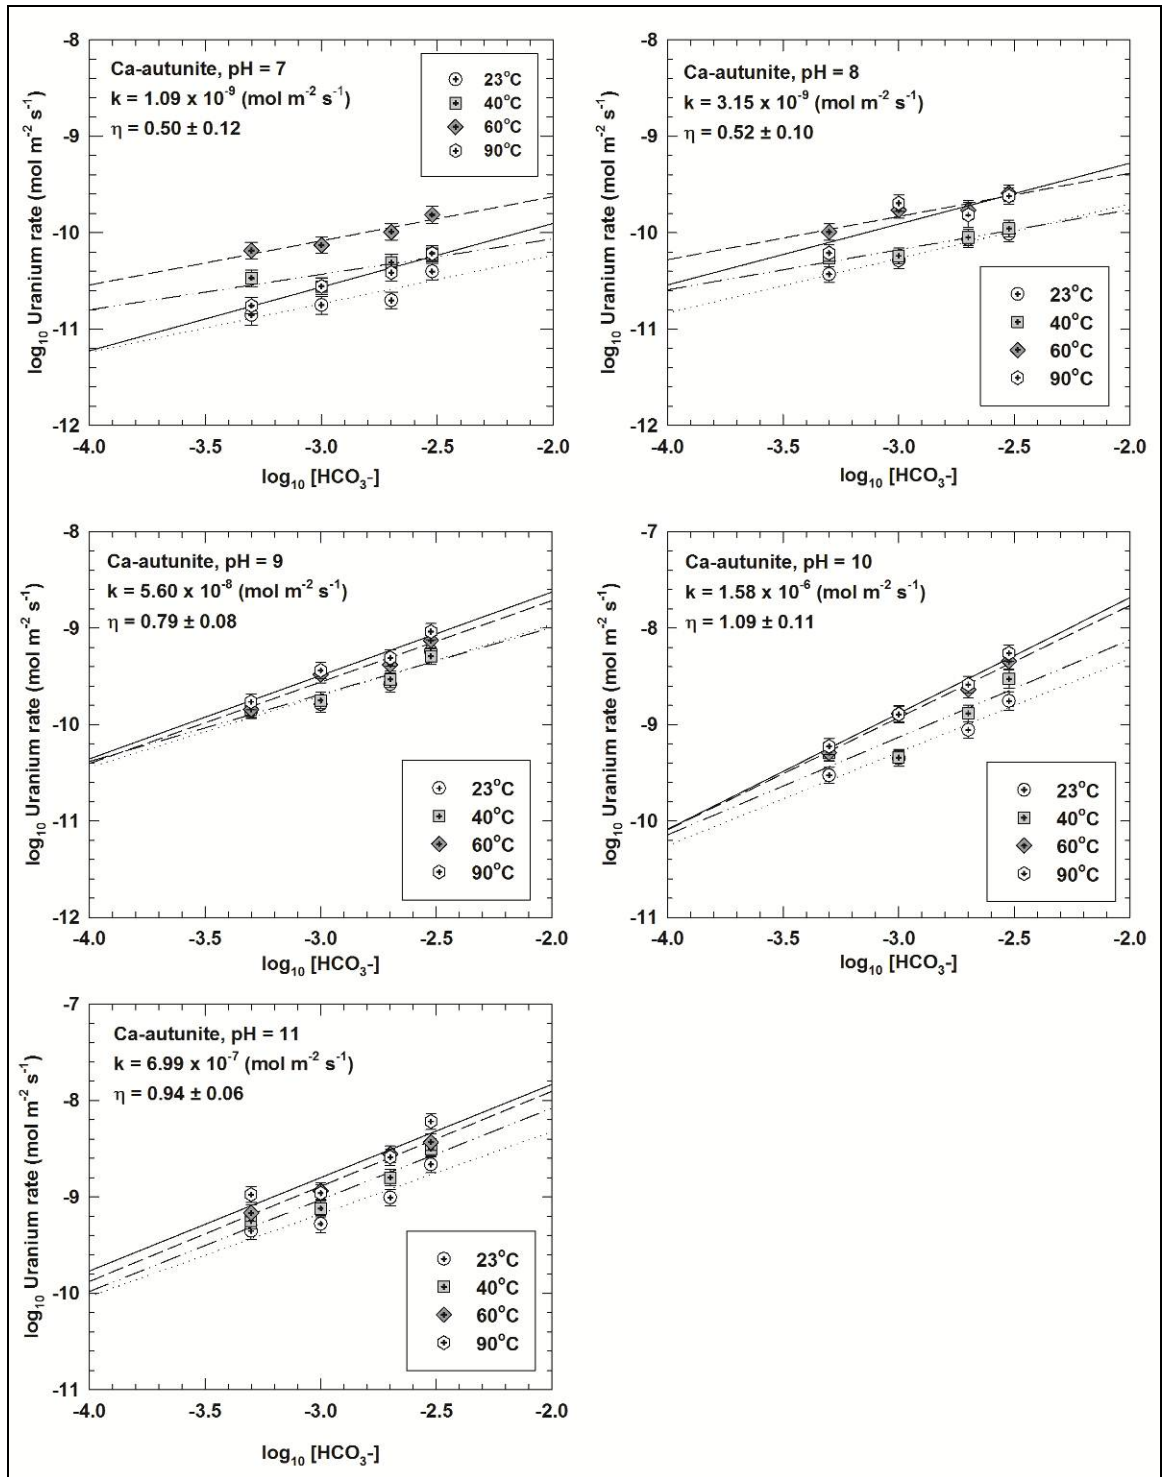 Ca-autunite, pH = 7
k = 1.09 x 10⁻⁹ (mol m⁻² s⁻¹)
η = 0.50 ± 0.12
23°C
40°C
60°C
90°C
log₁₀ Uranium rate (mol m⁻² s⁻¹)
-8
-9
-10
-11
-12
-4.0 -3.5 -3.0 -2.5 -2.0
log₁₀ [HCO₃-]
Ca-autunite, pH = 8
k = 3.15 x 10⁻⁹ (mol m⁻² s⁻¹)
η = 0.52 ± 0.10
23°C
40°C
60°C
90°C
log₁₀ Uranium rate (mol m⁻² s⁻¹)
-8
-9
-10
-11
-12
-4.0 -3.5 -3.0 -2.5 -2.0
log₁₀ [HCO₃-]
Ca-autunite, pH = 9
k = 5.60 x 10⁻⁸ (mol m⁻² s⁻¹)
η = 0.79 ± 0.08
23°C
40°C
60°C
90°C
log₁₀ Uranium rate (mol m⁻² s⁻¹)
-8
-9
-10
-11
-12
-4.0 -3.5 -3.0 -2.5 -2.0
log₁₀ [HCO₃-]
Ca-autunite, pH = 10
k = 1.58 x 10⁻⁶ (mol m⁻² s⁻¹)
η = 1.09 ± 0.11
23°C
40°C
60°C
90°C
log₁₀ Uranium rate (mol m⁻² s⁻¹)
-7
-8
-9
-10
-11
-4.0 -3.5 -3.0 -2.5 -2.0
log₁₀ [HCO₃-]
Ca-autunite, pH = 11
k = 6.99 x 10⁻⁷ (mol m⁻² s⁻¹)
η = 0.94 ± 0.06
23°C
40°C
60°C
90°C
log₁₀ Uranium rate (mol m⁻² s⁻¹)
-7
-8
-9
-10
-11
-4.0 -3.5 -3.0 -2.5 -2.0
log₁₀ [HCO₃-]